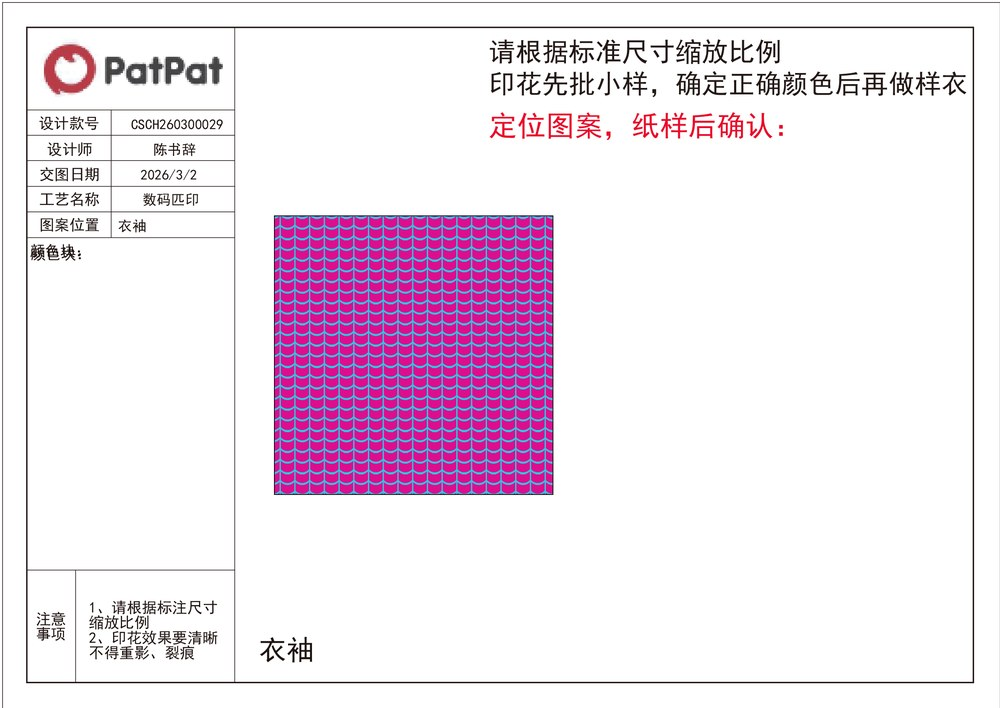 PatPat
请根据标准尺寸缩放比例
印花先批小样，确定正确颜色后再做样衣
定位图案，纸样后确认：
设计款号 CSCH260300029
设计师 陈书辞
交图日期 2026/3/2
工艺名称 数码匹印
图案位置 衣袖
颜色块：
注意
事项
1、请根据标注尺寸
缩放比例
2、印花效果要清晰
不得重影、裂痕
衣袖